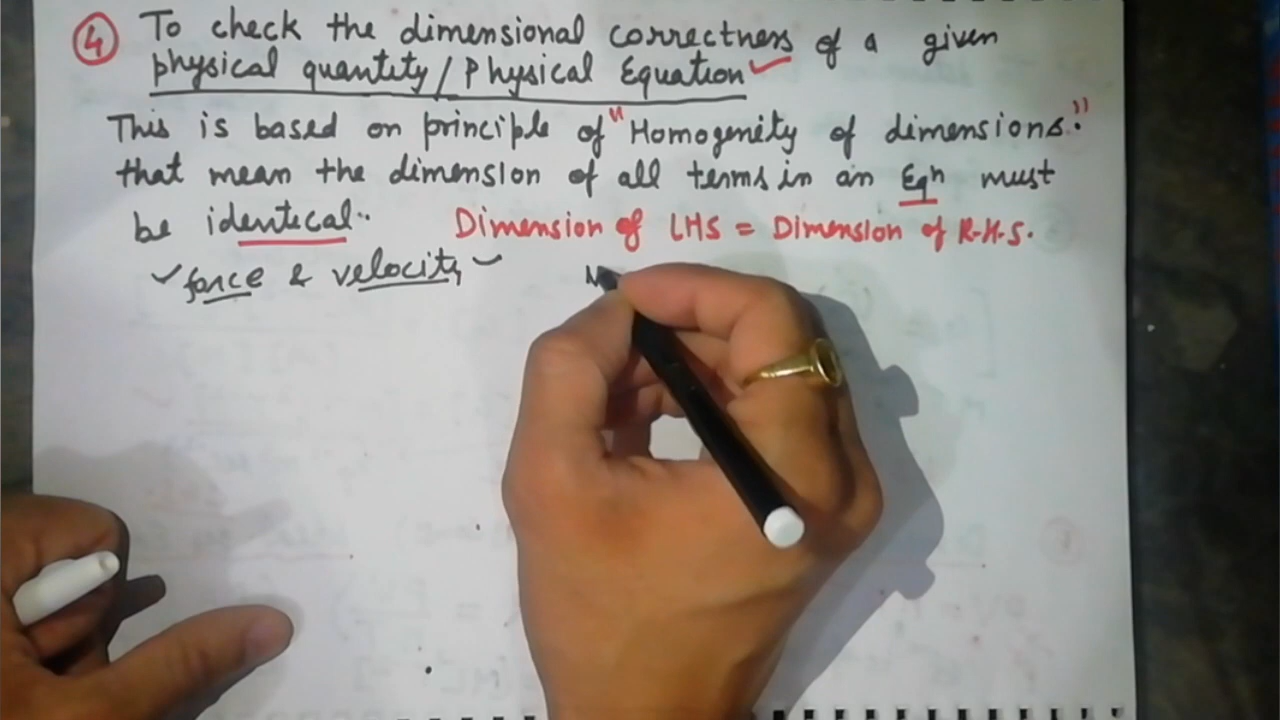 4 To check the dimensional correctness of a given
physical quantity / Physical Equation
This is based on principle of "Homogenity of dimensions."
that mean the dimension of all terms in an Eqn must
be identical.. Dimension of LHS = Dimension of R.H.S.
force & velocity